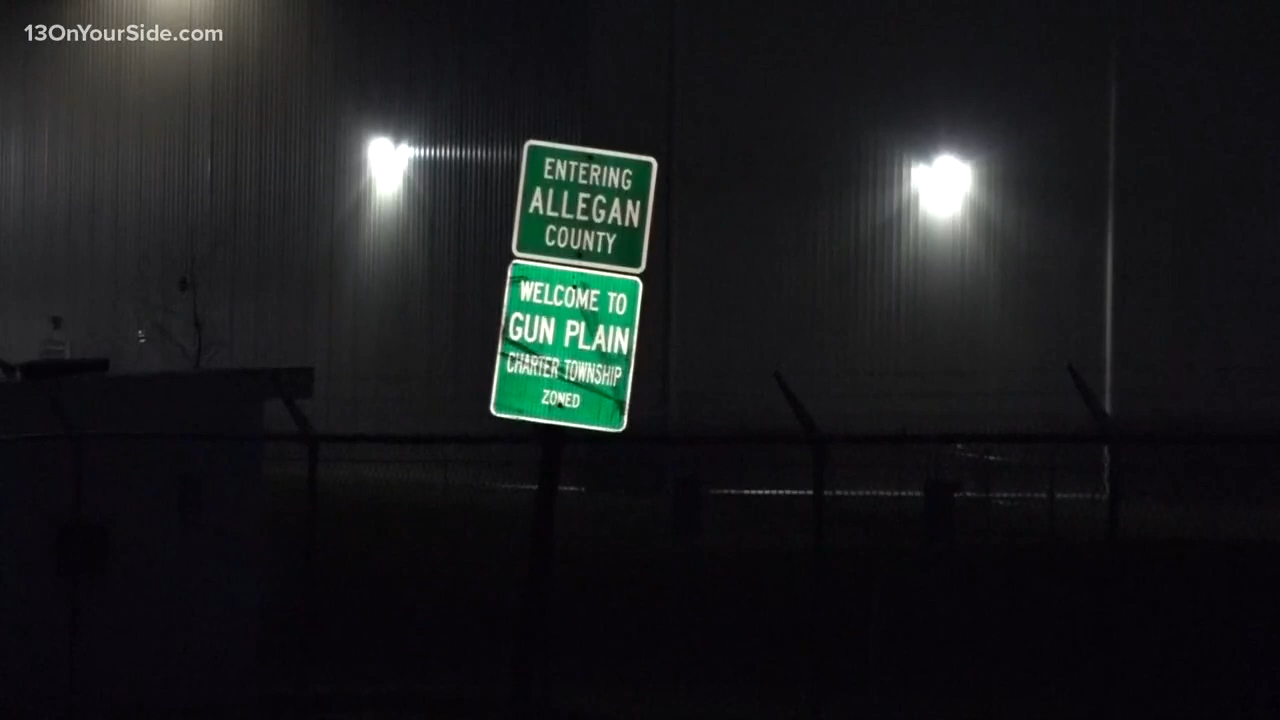 13OnYourSide.com
ENTERING
ALLEGAN
COUNTY
WELCOME TO
GUN PLAIN
CHARTER TOWNSHIP
ZONED